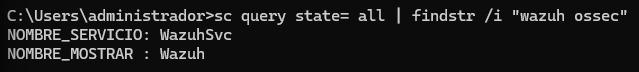 C:\Users\administrador>sc query state= all | findstr /i "wazuh ossec"
NOMBRE_SERVICIO: WazuhSvc
NOMBRE_MOSTRAR : Wazuh